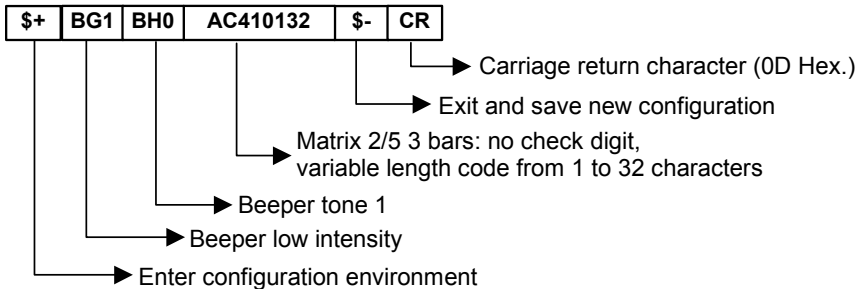 $+ BG1 BH0 AC410132 $- CR
Carriage return character (0D Hex.)
Exit and save new configuration
Matrix 2/5 3 bars: no check digit,
variable length code from 1 to 32 characters
Beeper tone 1
Beeper low intensity
Enter configuration environment